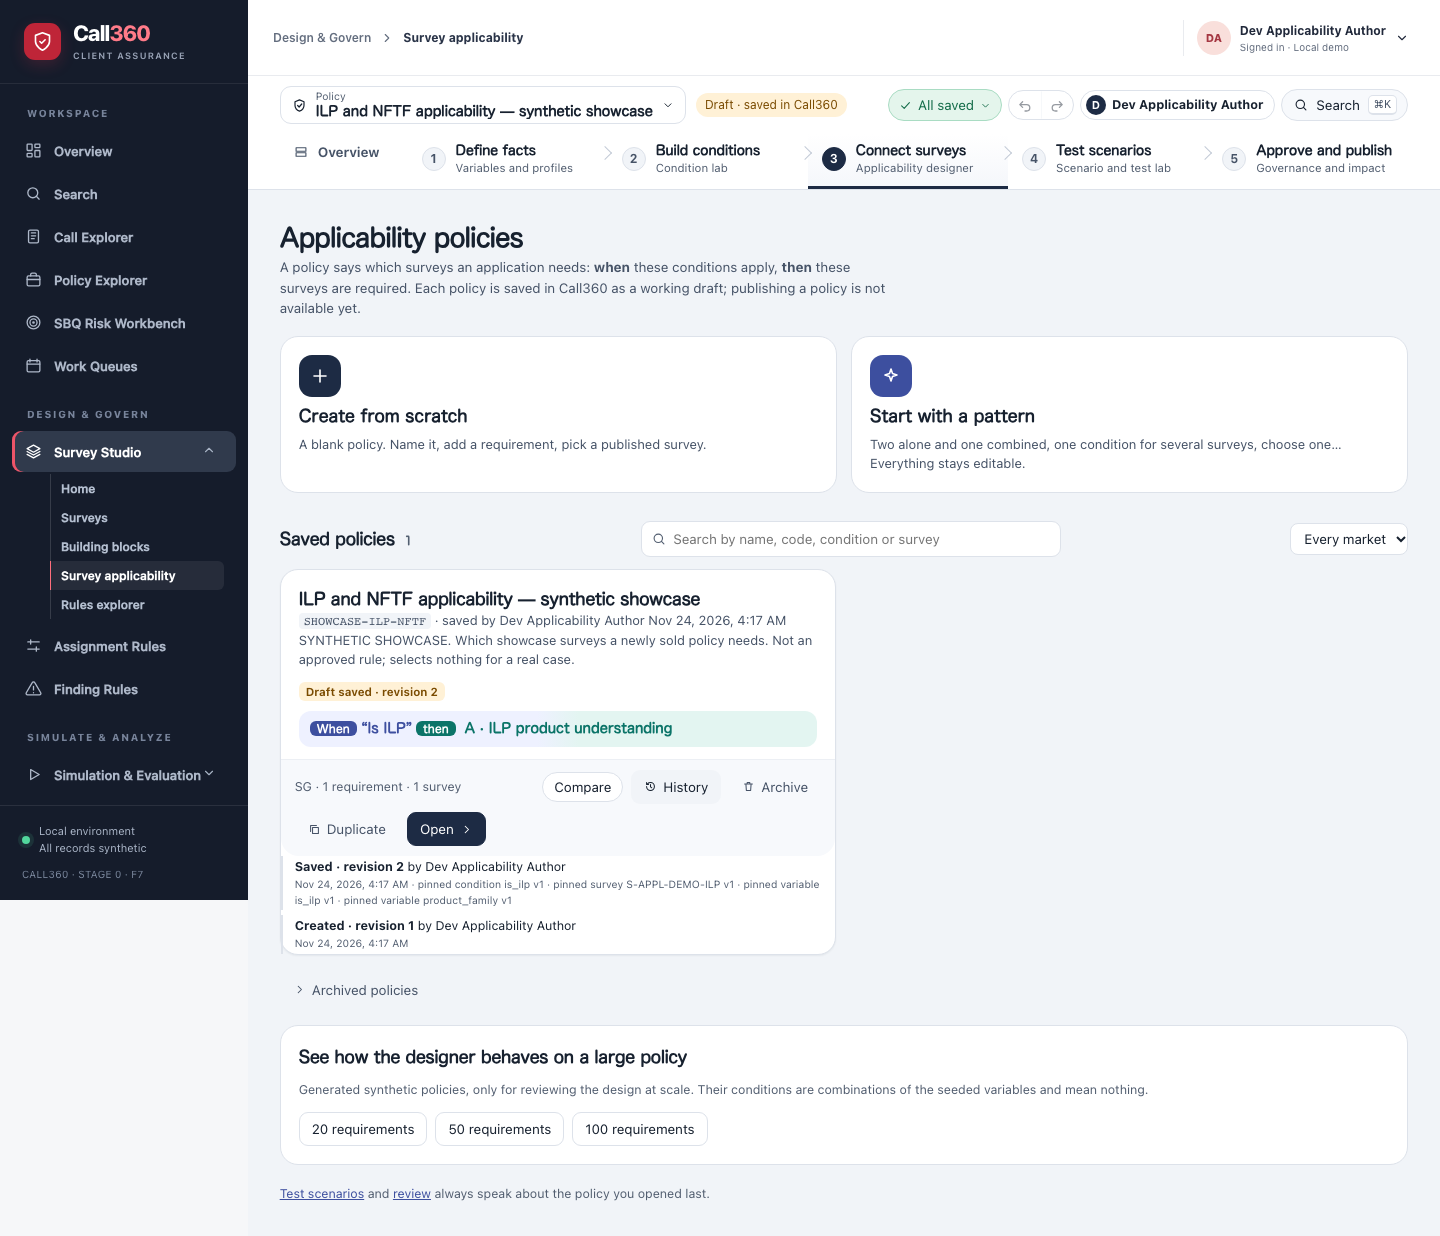 Call360
CLIENT ASSURANCE
WORKSPACE
Overview
Search
Call Explorer
Policy Explorer
SBQ Risk Workbench
Work Queues
DESIGN & GOVERN
Survey Studio
Home
Surveys
Building blocks
Survey applicability
Rules explorer
Assignment Rules
Finding Rules
SIMULATE & ANALYZE
Simulation & Evaluation
Local environment
All records synthetic
CALL360 · STAGE 0 · F7
Design & Govern > Survey applicability
DA
Dev Applicability Author
Signed in · Local demo
Policy
ILP and NFTF applicability — synthetic showcase
Draft · saved in Call360
All saved
D Dev Applicability Author
Search ⌘K
Overview
1 Define facts
Variables and profiles
2 Build conditions
Condition lab
3 Connect surveys
Applicability designer
4 Test scenarios
Scenario and test lab
5 Approve and publish
Governance and impact
Applicability policies
A policy says which surveys an application needs: when these conditions apply, then these
surveys are required. Each policy is saved in Call360 as a working draft; publishing a policy is not
available yet.
Create from scratch
A blank policy. Name it, add a requirement, pick a published survey.
Start with a pattern
Two alone and one combined, one condition for several surveys, choose one…
Everything stays editable.
Saved policies 1
Search by name, code, condition or survey
Every market
ILP and NFTF applicability — synthetic showcase
SHOWCASE-ILP-NFTF · saved by Dev Applicability Author Nov 24, 2026, 4:17 AM
SYNTHETIC SHOWCASE. Which showcase surveys a newly sold policy needs. Not an
approved rule; selects nothing for a real case.
Draft saved · revision 2
When “Is ILP” then A · ILP product understanding
SG · 1 requirement · 1 survey
Compare
History
Archive
Duplicate
Open
Saved · revision 2 by Dev Applicability Author
Nov 24, 2026, 4:17 AM · pinned condition is_ilp v1 · pinned survey S-APPL-DEMO-ILP v1 · pinned variable
is_ilp v1 · pinned variable product_family v1
Created · revision 1 by Dev Applicability Author
Nov 24, 2026, 4:17 AM
Archived policies
See how the designer behaves on a large policy
Generated synthetic policies, only for reviewing the design at scale. Their conditions are combinations of the seeded variables and mean nothing.
20 requirements
50 requirements
100 requirements
Test scenarios and review always speak about the policy you opened last.